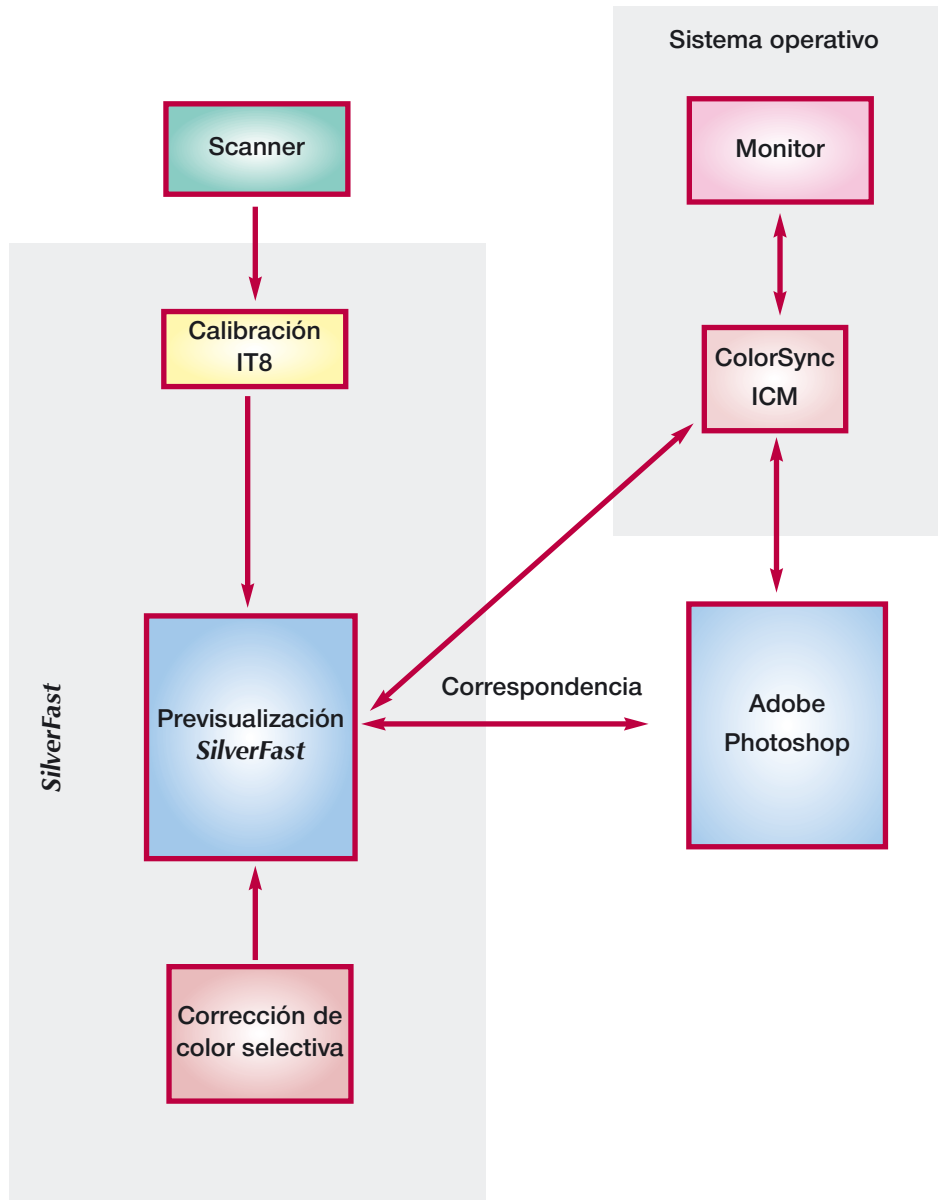 Sistema operativo
Scanner
Monitor
Calibración
IT8
ColorSync
ICM
Correspondencia
Previsualización
SilverFast
Adobe
Photoshop
SilverFast
Corrección de
color selectiva